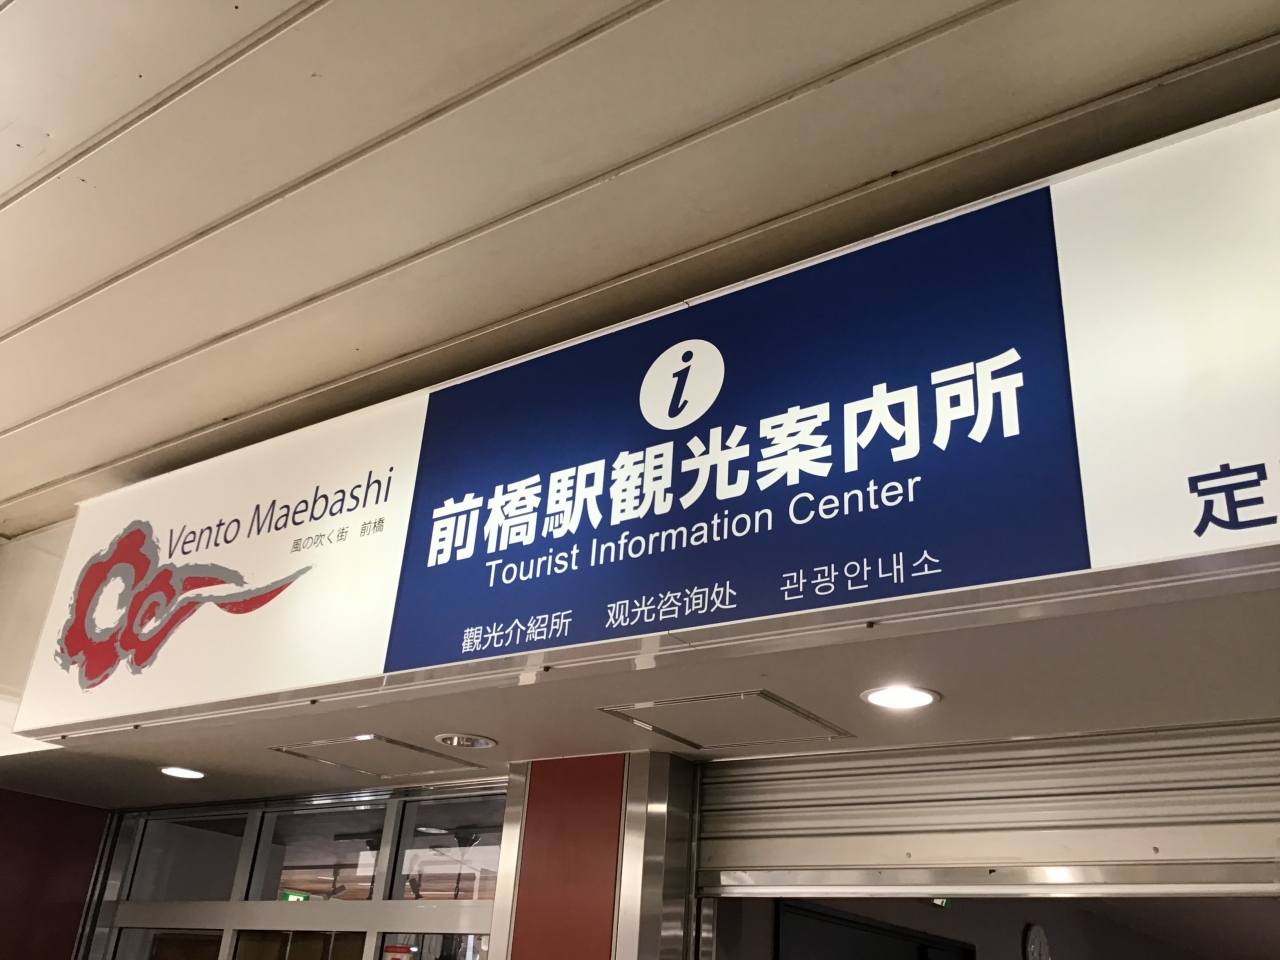 Vento Maebashi
風の吹く街 前橋
i
前橋駅観光案内所
Tourist Information Center
觀光介紹所 观光咨询处 관광안내소
定